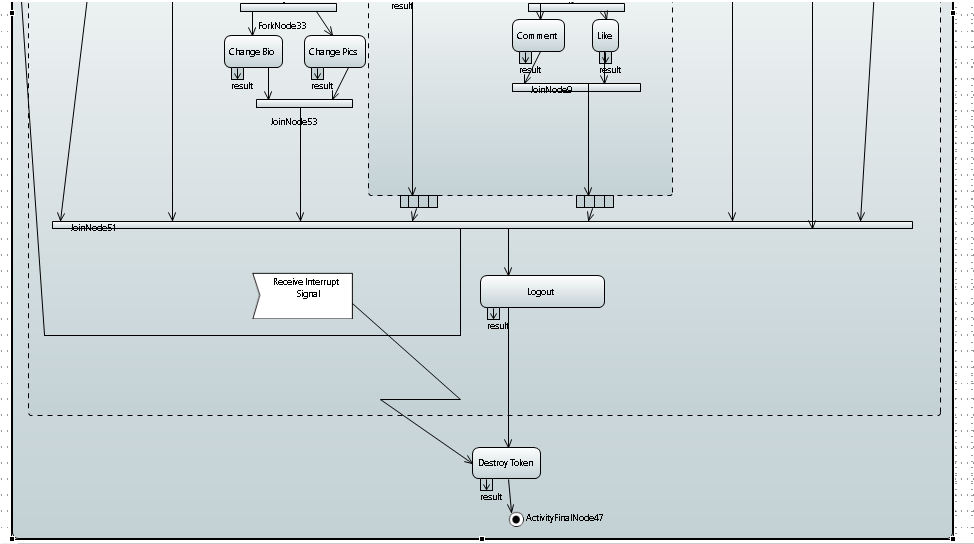 result
ForkNode33
Change Bio
Change Pics
result
result
JoinNode53
Comment
Like
result
result
JoinNode9
JoinNode51
Receive Interrupt
Signal
Logout
result
Destroy Token
result
ActivityFinalNode47